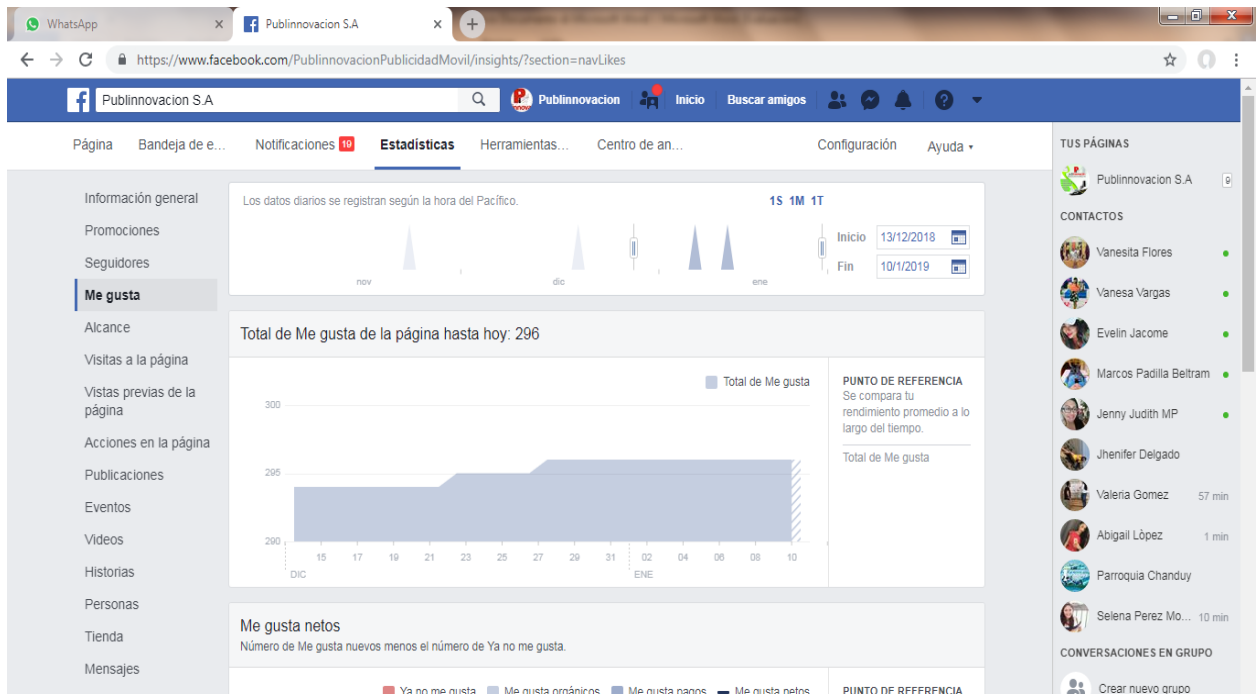 WhatsApp
Publinnovacion S.A
https://www.facebook.com/PublinnovacionPublicidadMovil/insights/?section=navLikes
Publinnovacion S.A
Publinnovacion
Inicio
Buscar amigos
Página
Bandeja de e...
Notificaciones 19
Estadísticas
Herramientas...
Centro de an...
Configuración
Ayuda
Información general
Promociones
Seguidores
Me gusta
Alcance
Visitas a la página
Vistas previas de la
página
Acciones en la página
Publicaciones
Eventos
Videos
Historias
Personas
Tienda
Mensajes
Los datos diarios se registran según la hora del Pacífico.
1S 1M 1T
nov
dic
ene
Inicio 13/12/2018
Fin 10/1/2019
Total de Me gusta de la página hasta hoy: 296
Total de Me gusta
300
295
290
15 17 19 21 23 25 27 29 31 02 04 06 08 10
DIC
ENE
PUNTO DE REFERENCIA
Se compara tu
rendimiento promedio a lo
largo del tiempo.
Total de Me gusta
Me gusta netos
Número de Me gusta nuevos menos el número de Ya no me gusta.
Ya no me gusta
Me gusta orgánicos
Me gusta pagos
Me gusta netos
PUNTO DE REFERENCIA
TUS PÁGINAS
Publinnovacion S.A 9
CONTACTOS
Vanesita Flores
Vanesa Vargas
Evelin Jacome
Marcos Padilla Beltram
Jenny Judith MP
Jhenifer Delgado
Valeria Gomez 57 min
Abigail Lòpez 1 min
Parroquia Chanduy
Selena Perez Mo... 10 min
CONVERSACIONES EN GRUPO
Crear nuevo grupo